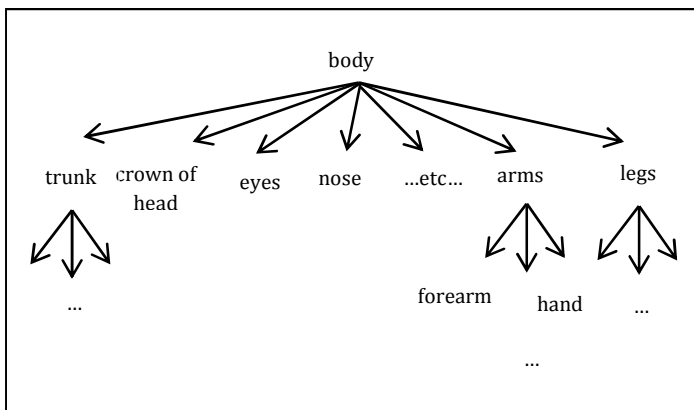 body
trunk crown of head eyes nose …etc… arms legs
… forearm hand …
…